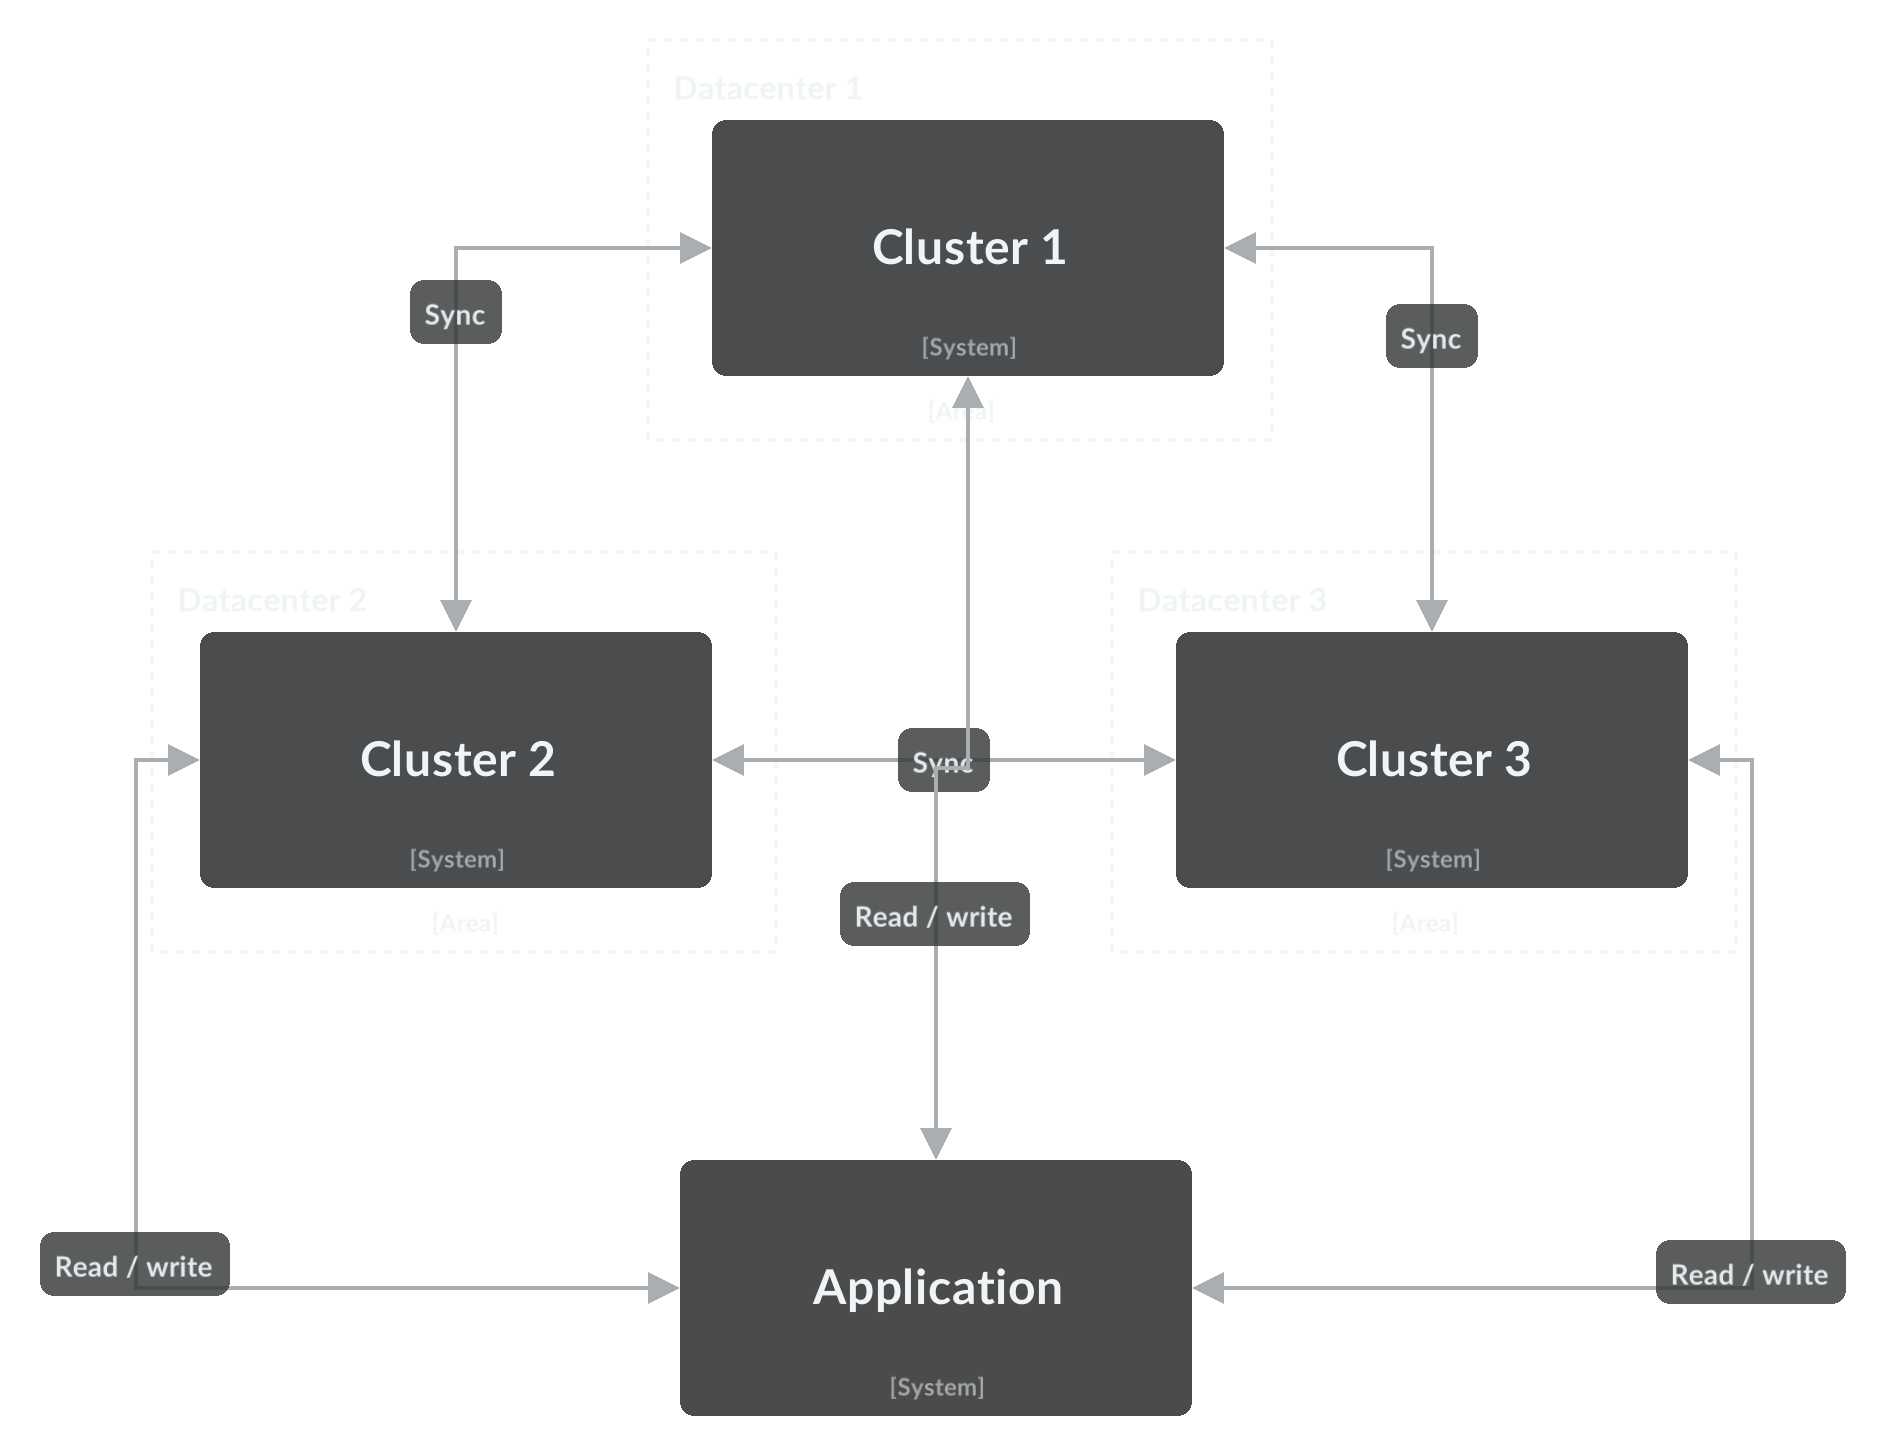 Datacenter 1
Cluster 1
[System]
[Area]
Sync
Sync
Datacenter 2
Cluster 2
[System]
[Area]
Sync
Datacenter 3
Cluster 3
[System]
[Area]
Read / write
Read / write
Read / write
Application
[System]